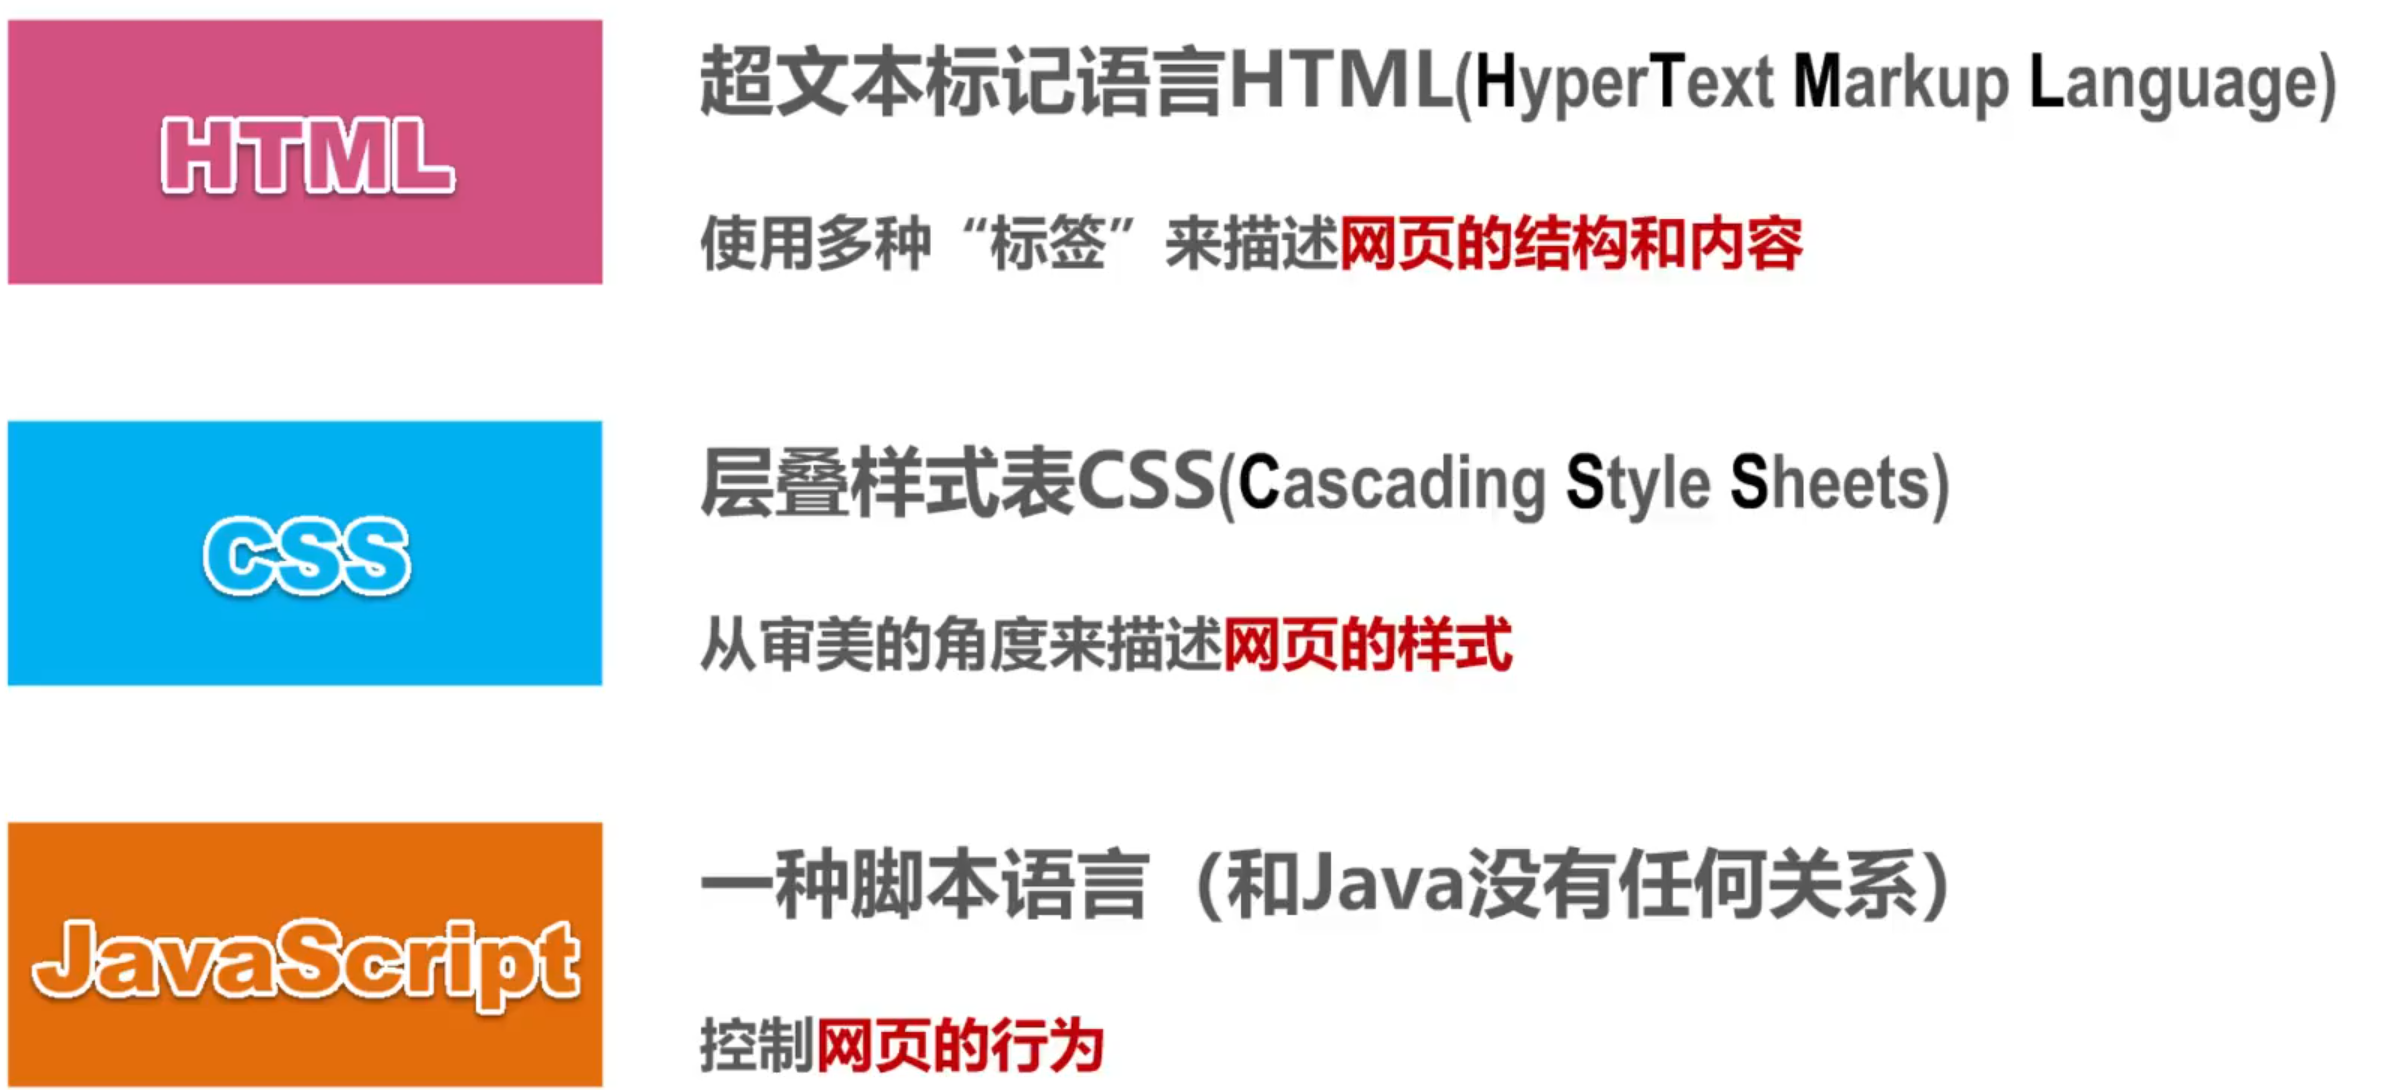 HTML
超文本标记语言HTML(HyperText Markup Language)
使用多种“标签”来描述网页的结构和内容
CSS
层叠样式表CSS(Cascading Style Sheets)
从审美的角度来描述网页的样式
JavaScript
一种脚本语言（和Java没有任何关系）
控制网页的行为